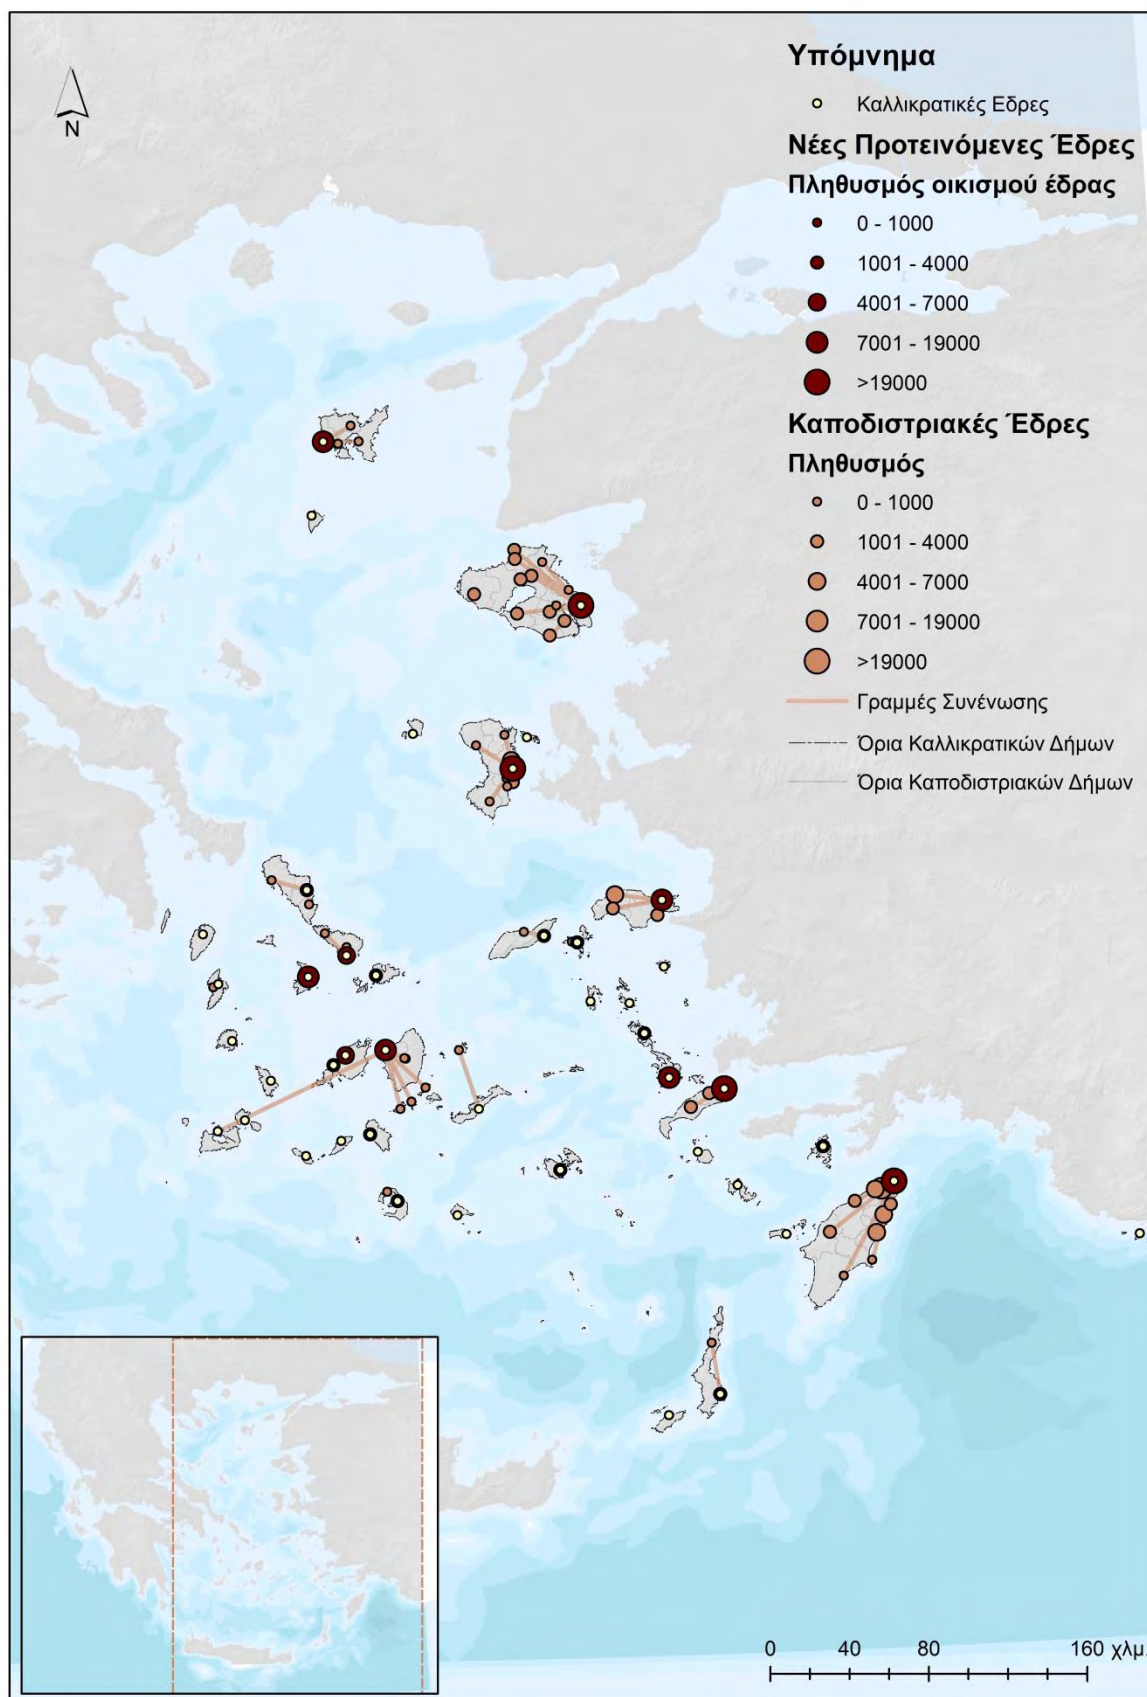 N
Υπόμνημα
Καλλικρατικές Εδρες
Νέες Προτεινόμενες Έδρες
Πληθυσμός οικισμού έδρας
0 - 1000
1001 - 4000
4001 - 7000
7001 - 19000
>19000
Καποδιστριακές Έδρες
Πληθυσμός
0 - 1000
1001 - 4000
4001 - 7000
7001 - 19000
>19000
Γραμμές Συνένωσης
Όρια Καλλικρατικών Δήμων
Όρια Καποδιστριακών Δήμων
0 40 80 160 χλμ.